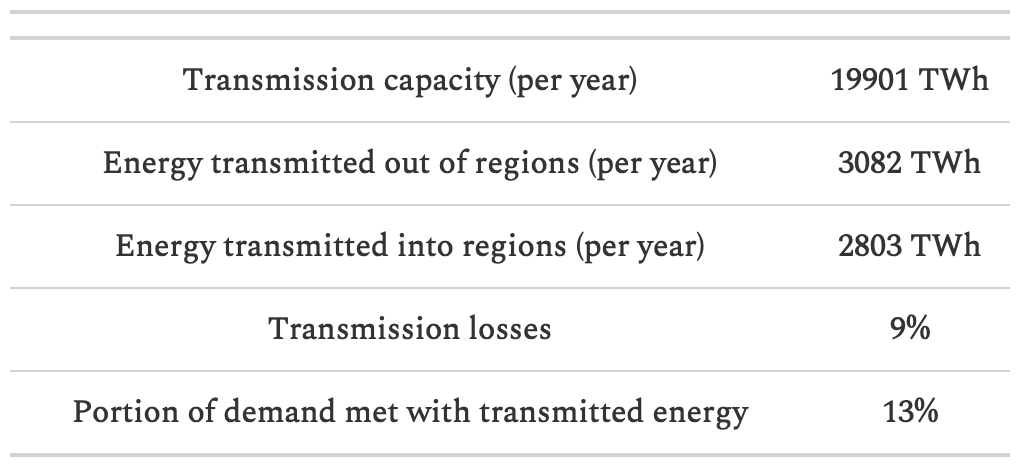 Transmission capacity (per year) 19901 TWh
Energy transmitted out of regions (per year) 3082 TWh
Energy transmitted into regions (per year) 2803 TWh
Transmission losses 9%
Portion of demand met with transmitted energy 13%